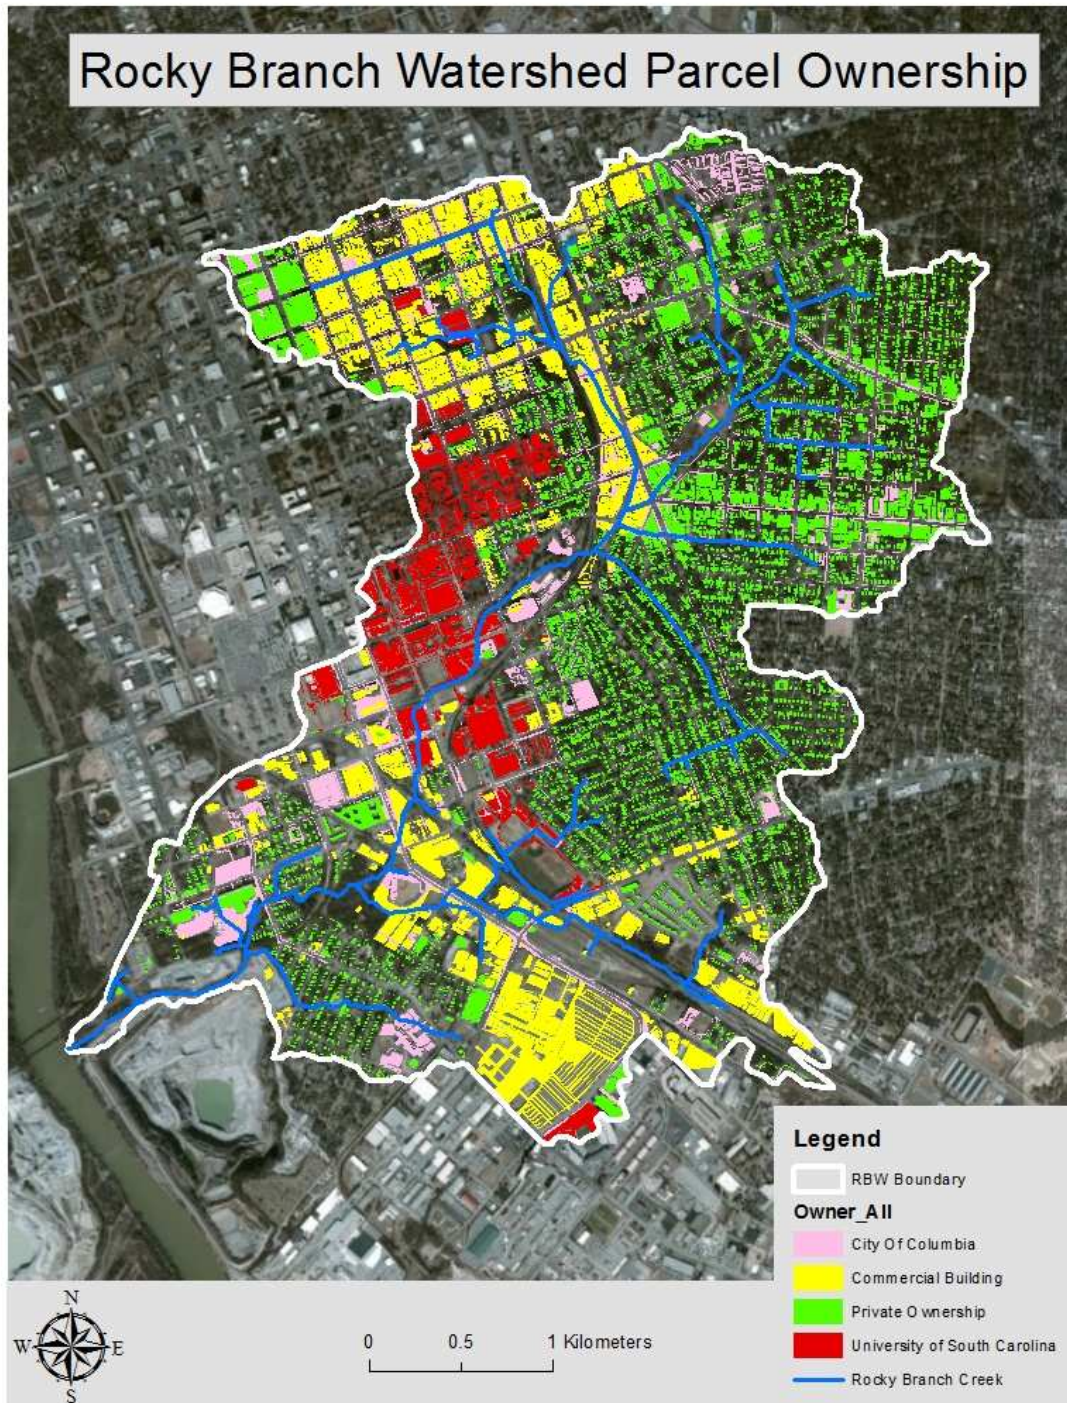 Rocky Branch Watershed Parcel Ownership
Legend
RBW Boundary
Owner_All
City Of Columbia
Commercial Building
Private Ownership
University of South Carolina
Rocky Branch Creek
N
W E
S
0 0.5 1 Kilometers